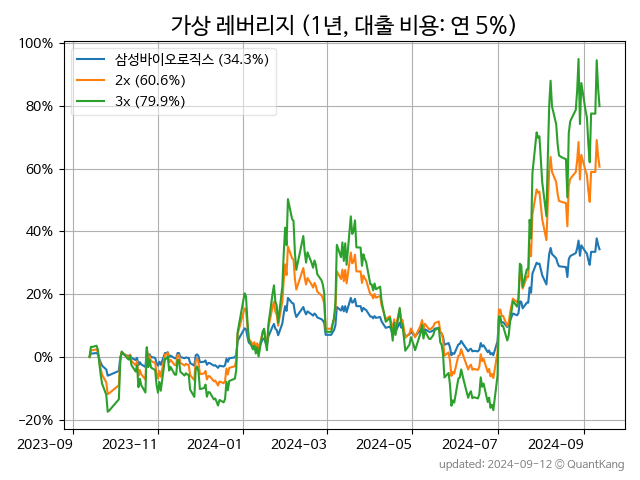 가상 레버리지 (1년, 대출 비용: 연 5%)
100%
80%
60%
40%
20%
0%
−20%
삼성바이오로직스 (34.3%)
2x (60.6%)
3x (79.9%)
2023-09 2023-11 2024-01 2024-03 2024-05 2024-07 2024-09
updated: 2024-09-12 © QuantKang